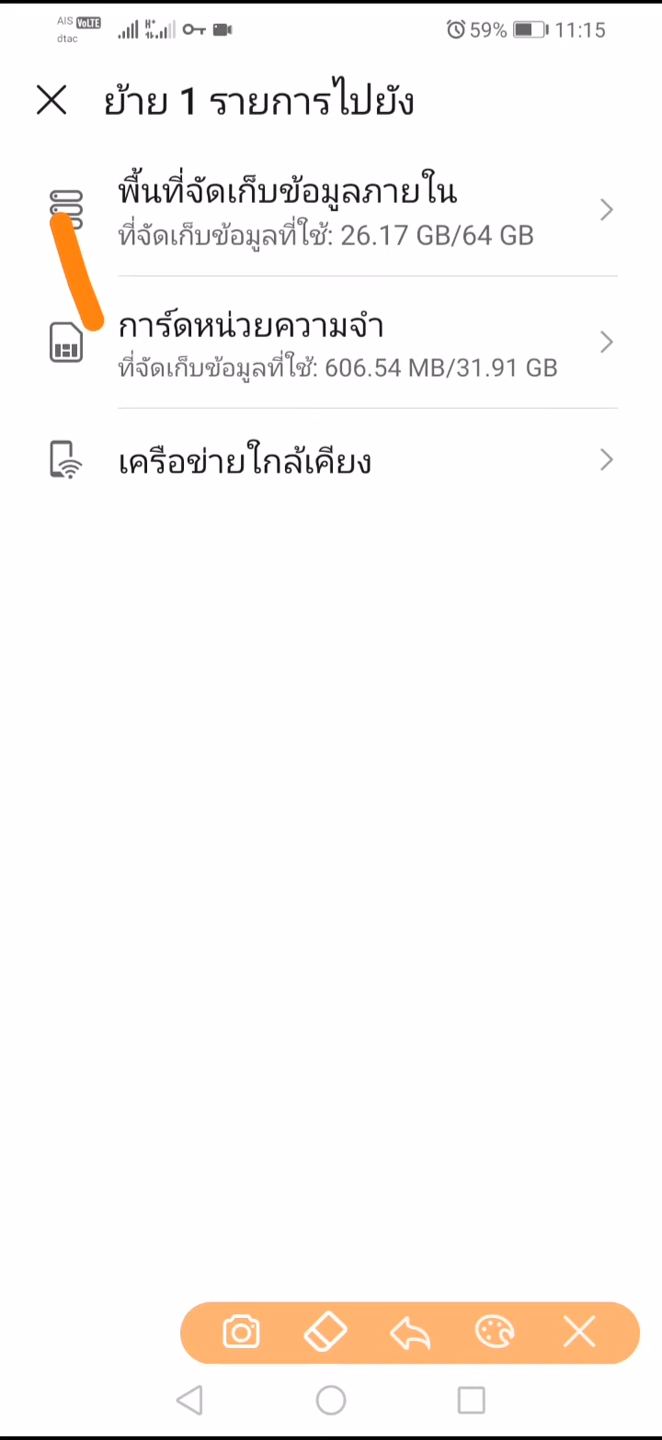 AIS VoLTE H+ 59% 11:15
dtac
ย้าย 1 รายการไปยัง
พื้นที่จัดเก็บข้อมูลภายใน
ที่จัดเก็บข้อมูลที่ใช้: 26.17 GB/64 GB
การ์ดหน่วยความจำ
ที่จัดเก็บข้อมูลที่ใช้: 606.54 MB/31.91 GB
เครือข่ายใกล้เคียง